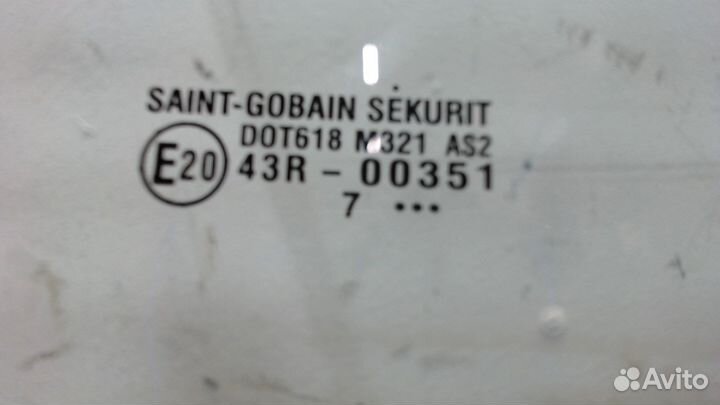 SAINT-GOBAIN SEKURIT
DOT618 M321 AS2
E20 43R - 00351
7 •••
Avito